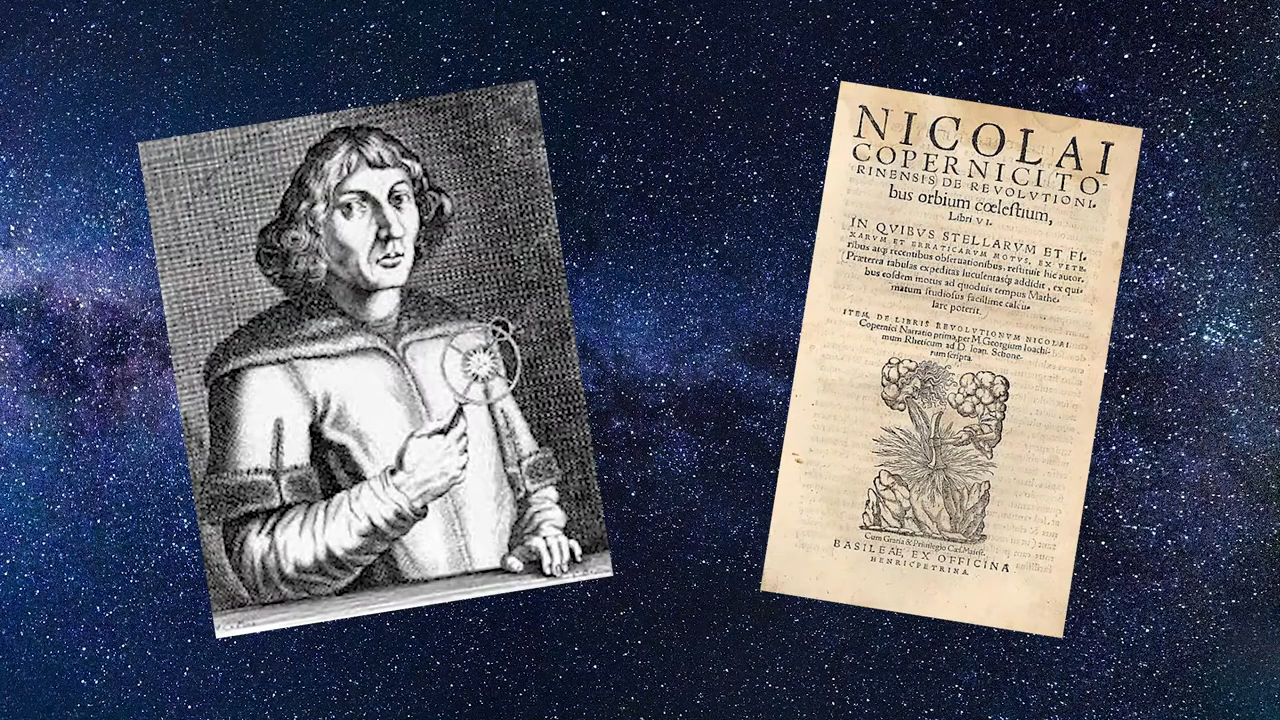 NICOLAI
COPERNICI TO-
RINENSIS DE REVOLVTIONI-
bus orbium cœlestium,
Libri VI.
IN QVIBVS STELLARVM ET FI-
XARVM ET ERRATICARVM MOTVS, EX VETE-
ribus atq; recentibus obseruationibus, restituit hic autor.
Præterea tabulas expeditas luculentasq; addidit, ex qui-
bus eosdem motus ad quoduis tempus Mathe-
matum studiosus facillime calcu-
lare poterit.
ITEM, DE LIBRIS REVOLVTIONVM NICOLAI
Copernici Narratio prima, per M. Georgium Ioachi-
mum Rheticum ad D. Ioan. Schone-
rum scripta.
Cum Gratia & Priuilegio Cæs. Maiest.
BASILEAE, EX OFFICINA
HENRICPETRINA.